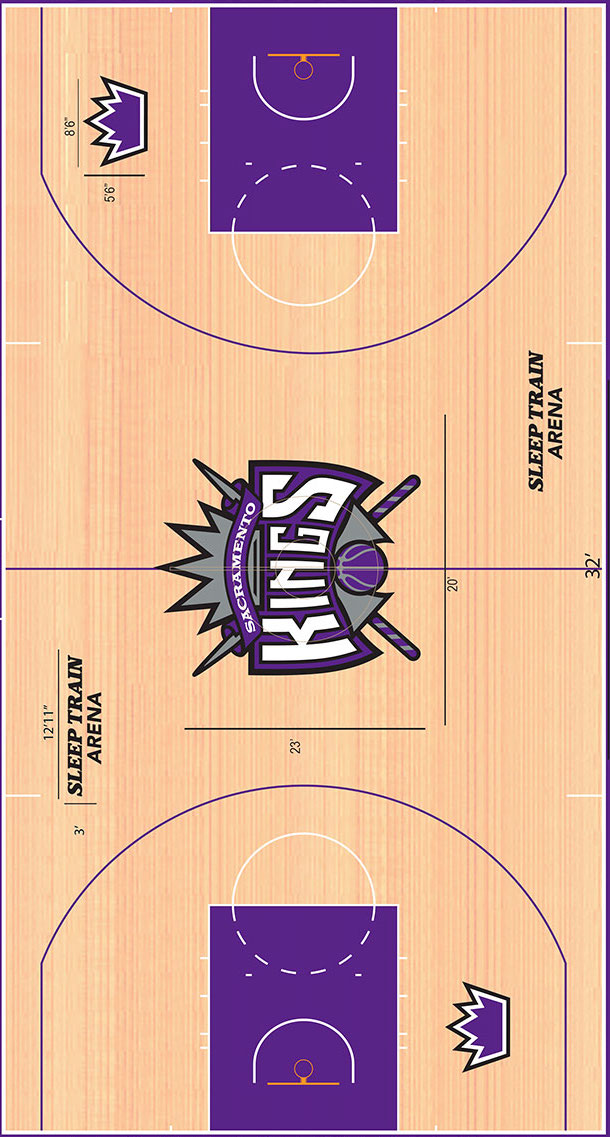 8'6"
5'6"
SLEEP TRAIN
ARENA
SACRAMENTO
KINGS
20'
32'
12'11"
SLEEP TRAIN
ARENA
23'
3'